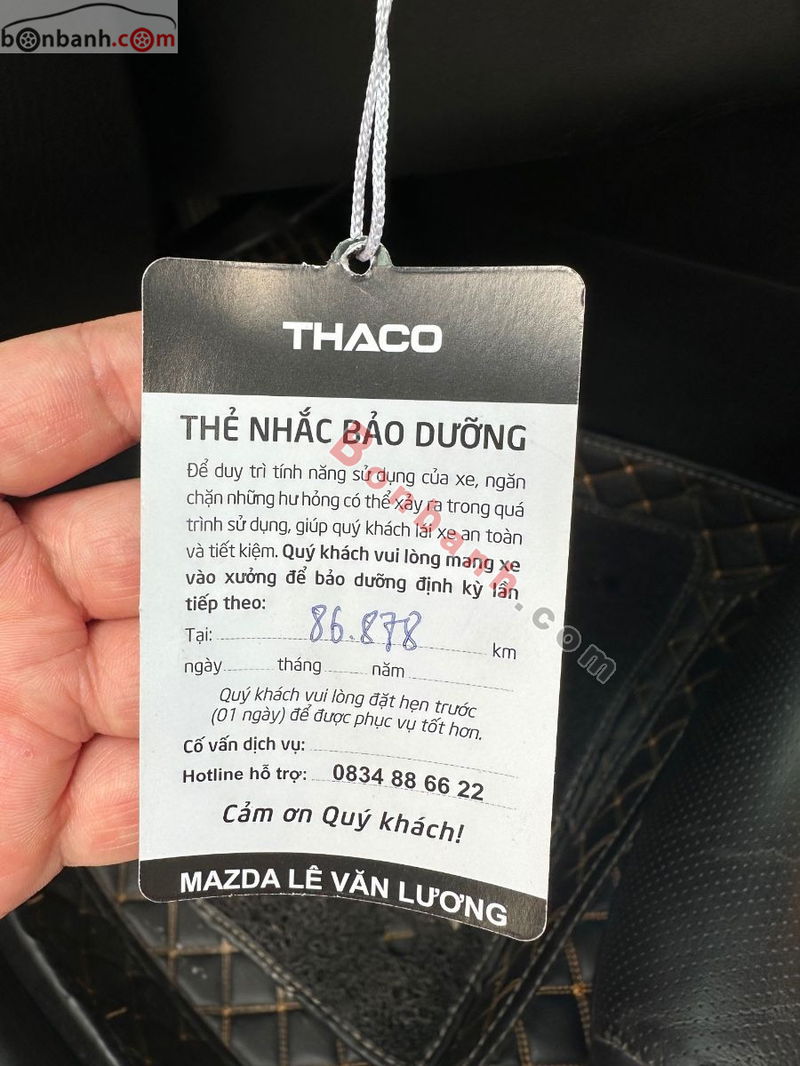 bonbanh.com
THACO
THẺ NHẮC BẢO DƯỠNG
Để duy trì tính năng sử dụng của xe, ngăn
chặn những hư hỏng có thể xảy ra trong quá
trình sử dụng, giúp quý khách lái xe an toàn
và tiết kiệm. Quý khách vui lòng mang xe
vào xưởng để bảo dưỡng định kỳ lần
tiếp theo:
Tại: 86.878 km
ngày tháng năm
Quý khách vui lòng đặt hẹn trước
(01 ngày) để được phục vụ tốt hơn.
Cố vấn dịch vụ:
Hotline hỗ trợ: 0834 88 66 22
Cảm ơn Quý khách!
MAZDA LÊ VĂN LƯƠNG
Bonbanh.com